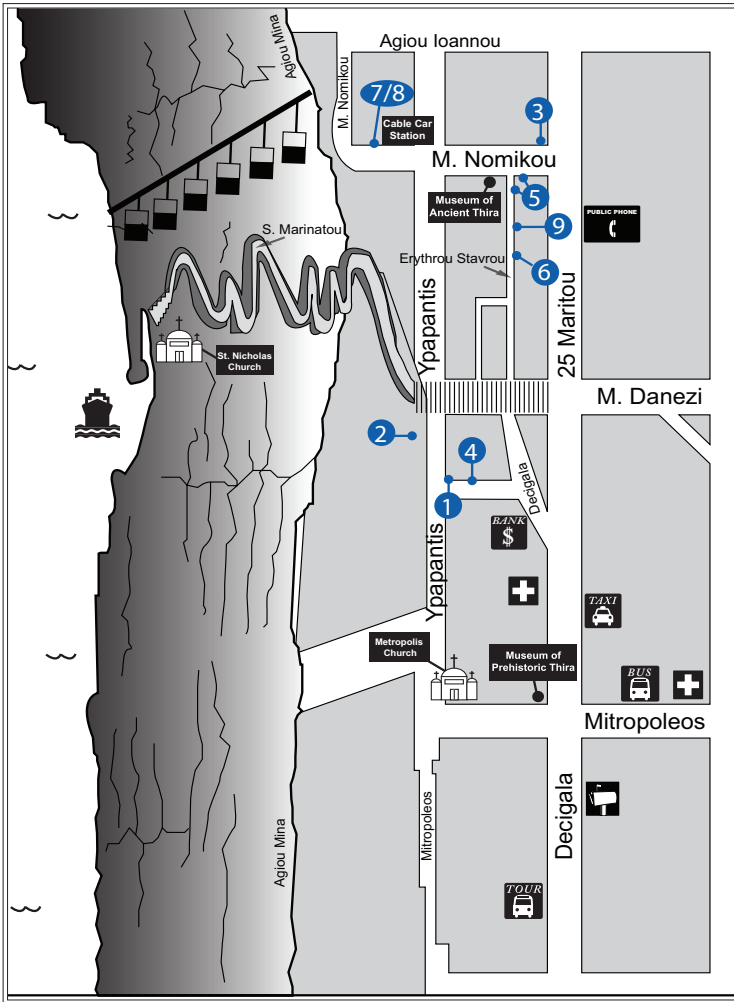 Agiou Ioannou
Agiou Mina
M. Nomikou
7/8
3
Cable Car
Station
M. Nomikou
Museum of
Ancient Thira
5
9
PUBLIC PHONE
S. Marinatou
Erythrou Stavrou
6
Ypapantis
25 Maritou
St. Nicholas
Church
M. Danezi
2
4
Decigala
1
BANK
$
Ypapantis
TAXI
Metropolis
Church
Museum of
Prehistoric Thira
BUS
Mitropoleos
Agiou Mina
Mitropoleos
Decigala
TOUR